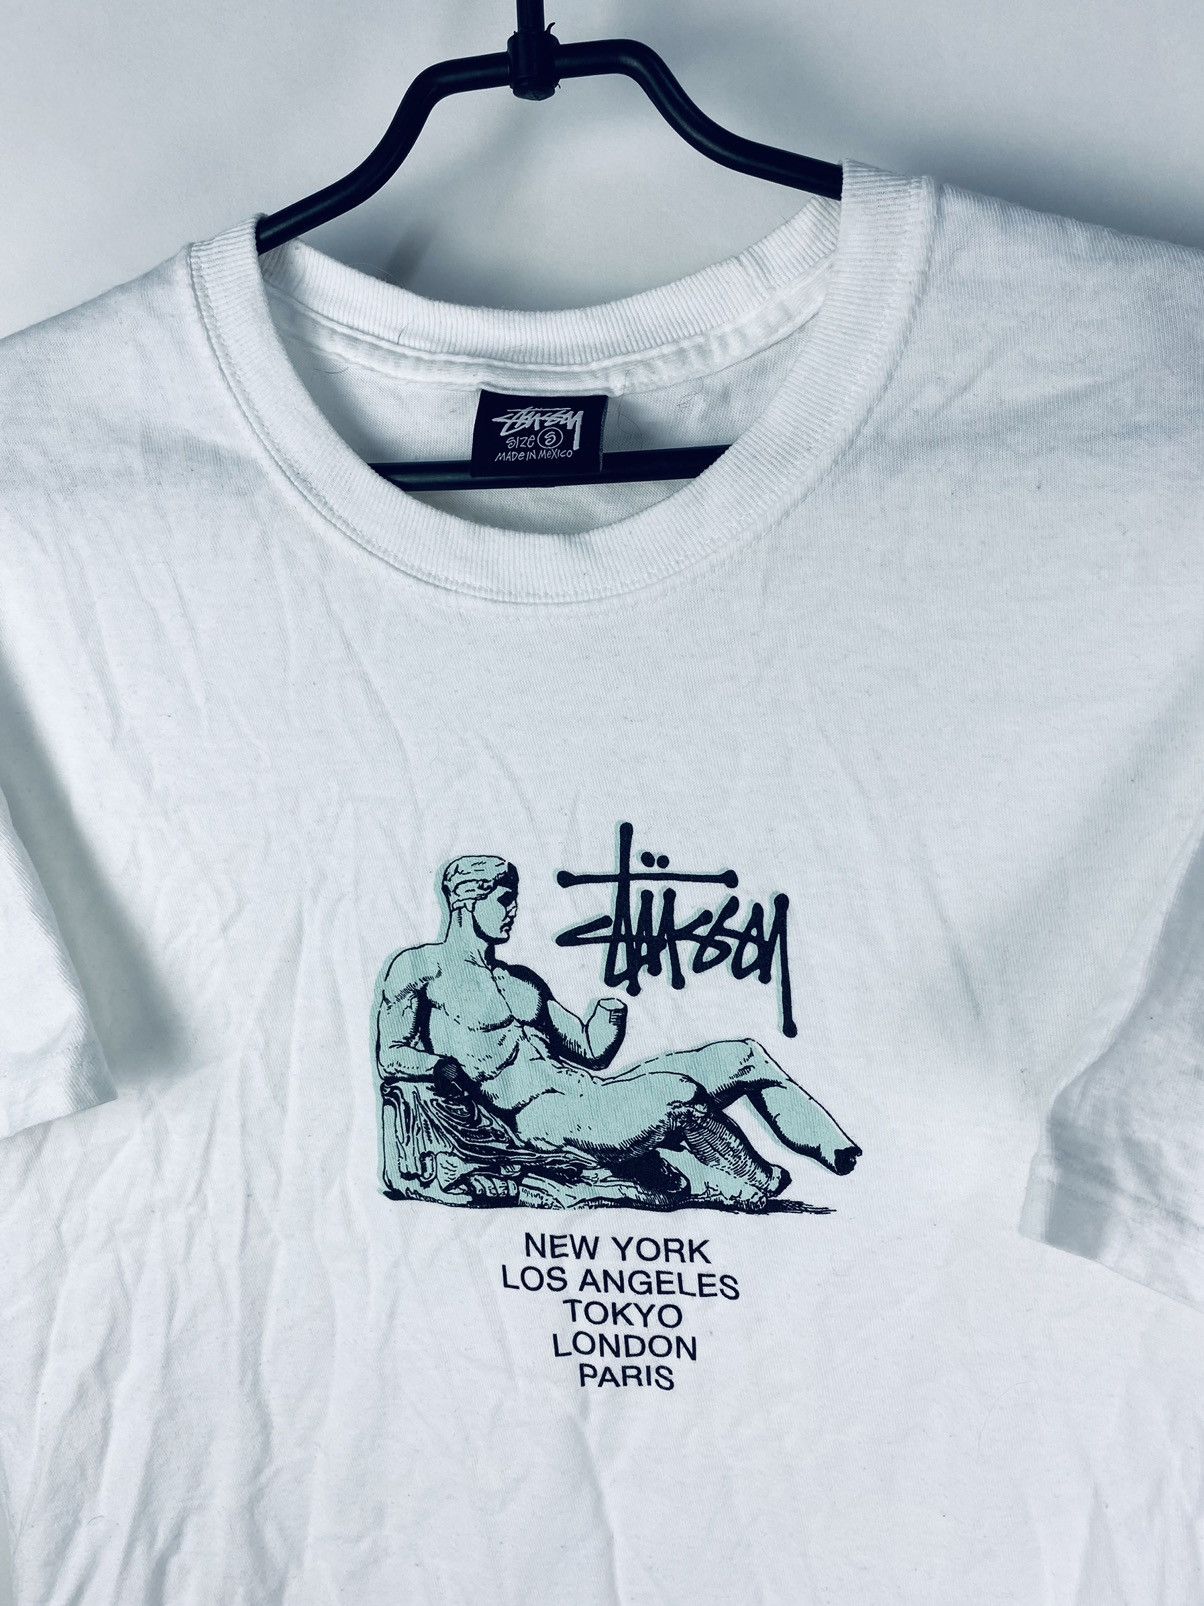 Stüssy
SIZE S
MADE IN MEXICO
Stüssy
NEW YORK
LOS ANGELES
TOKYO
LONDON
PARIS